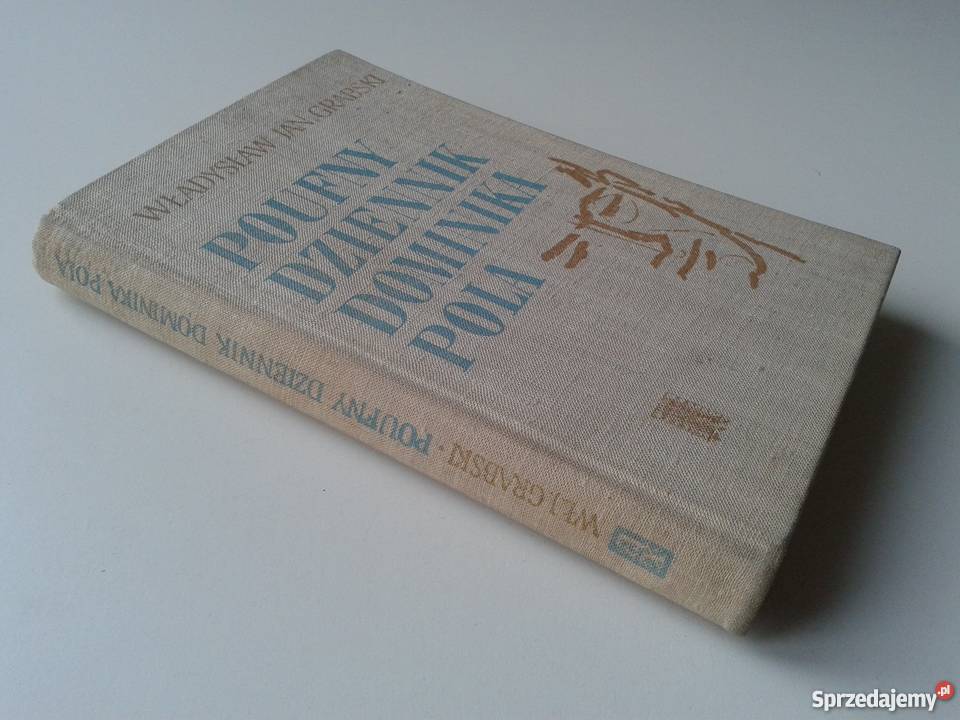 WŁADYSŁAW JAN GRABSKI
POUFNY
DZIENNIK
DOMINIKA
POLA
WŁ.J.GRABSKI · POUFNY DZIENNIK DOMINIKA POLA
Sprzedajemy.pl